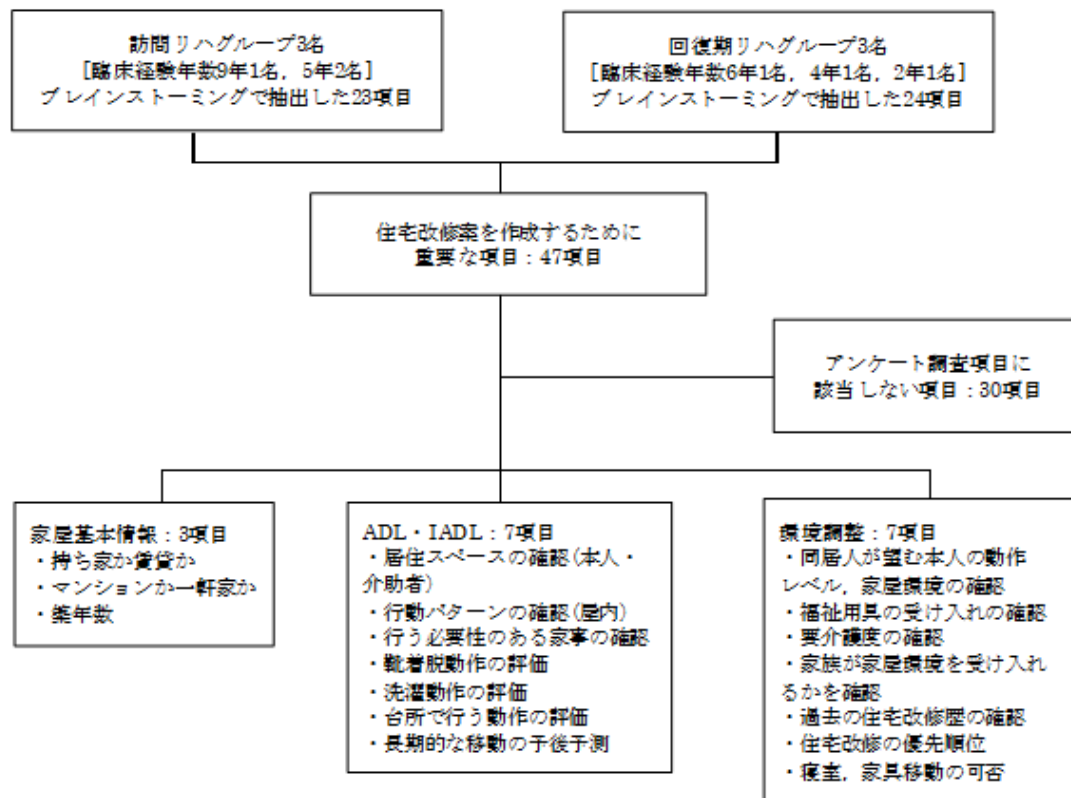 訪問リハグループ3名
[臨床経験年数9年1名，5年2名]
ブレインストーミングで抽出した23項目
回復期リハグループ3名
[臨床経験年数6年1名，4年1名，2年1名]
ブレインストーミングで抽出した24項目
住宅改修案を作成するために
重要な項目：47項目
アンケート調査項目に
該当しない項目：30項目
家屋基本情報：3項目
・持ち家か賃貸か
・マンションか一軒家か
・築年数
ADL・IADL：7項目
・居住スペースの確認(本人・
介助者)
・行動パターンの確認(屋内)
・行う必要性のある家事の確認
・靴着脱動作の評価
・洗濯動作の評価
・台所で行う動作の評価
・長期的な移動の予後予測
環境調整：7項目
・同居人が望む本人の動作
レベル，家屋環境の確認
・福祉用具の受け入れの確認
・要介護度の確認
・家族が家屋環境を受け入れ
るかを確認
・過去の住宅改修歴の確認
・住宅改修の優先順位
・寝室，家具移動の可否